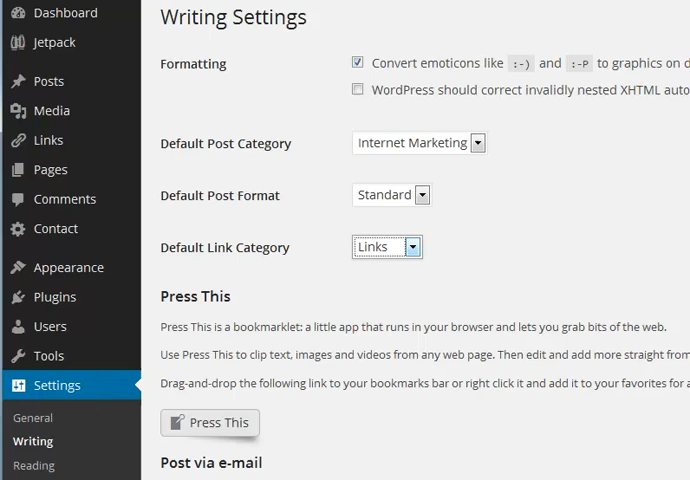 Dashboard
Jetpack
Posts
Media
Links
Pages
Comments
Contact
Appearance
Plugins
Users
Tools
Settings
General
Writing
Reading
Writing Settings
Formatting
Convert emoticons like :-) and :-P to graphics on d
WordPress should correct invalidly nested XHTML auto
Default Post Category
Internet Marketing
Default Post Format
Standard
Default Link Category
Links
Press This
Press This is a bookmarklet: a little app that runs in your browser and lets you grab bits of the web.
Use Press This to clip text, images and videos from any web page. Then edit and add more straight from
Drag-and-drop the following link to your bookmarks bar or right click it and add it to your favorites for a
Press This
Post via e-mail